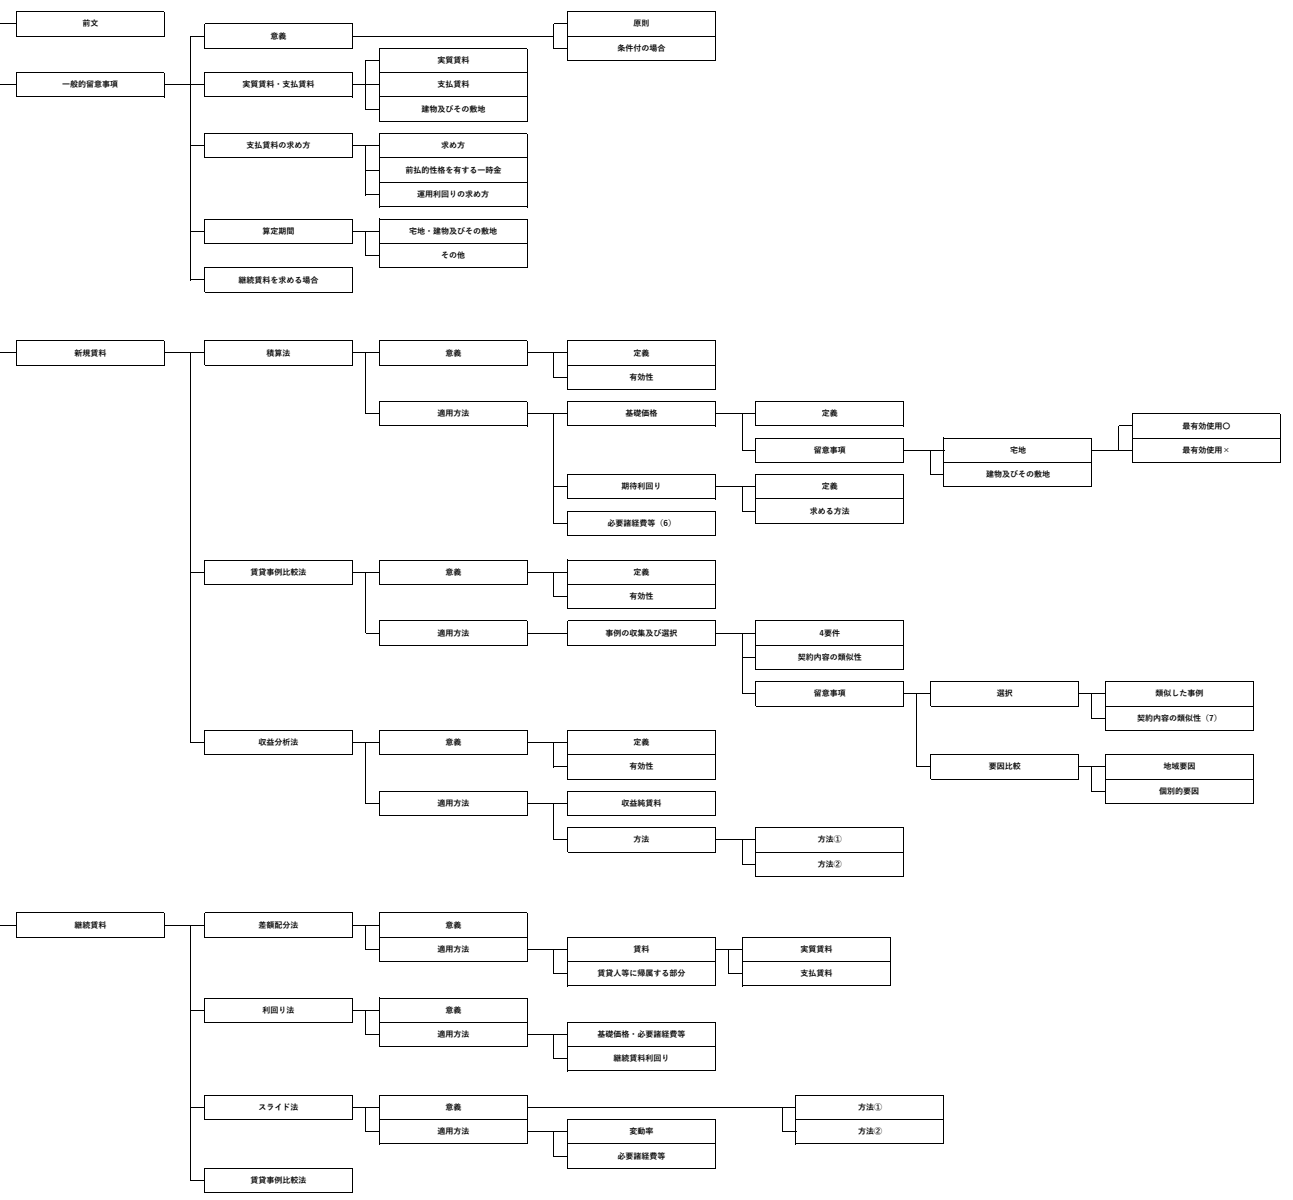 前文
意義
原則
条件付の場合
一般的留意事項
実質賃料・支払賃料
実質賃料
支払賃料
建物及びその敷地
支払賃料の求め方
求め方
前払的性格を有する一時金
運用利回りの求め方
算定期間
宅地・建物及びその敷地
その他
継続賃料を求める場合
新規賃料
積算法
意義
定義
有効性
適用方法
基礎価格
定義
留意事項
宅地
最有効使用〇
最有効使用×
建物及びその敷地
期待利回り
定義
求める方法
必要諸経費等（6）
賃貸事例比較法
意義
定義
有効性
適用方法
事例の収集及び選択
4要件
契約内容の類似性
留意事項
選択
類似した事例
契約内容の類似性（7）
要因比較
地域要因
個別的要因
収益分析法
意義
定義
有効性
適用方法
収益純賃料
方法
方法①
方法②
継続賃料
差額配分法
意義
適用方法
賃料
実質賃料
支払賃料
賃貸人等に帰属する部分
利回り法
意義
適用方法
基礎価格・必要諸経費等
継続賃料利回り
スライド法
意義
方法①
方法②
適用方法
変動率
必要諸経費等
賃貸事例比較法